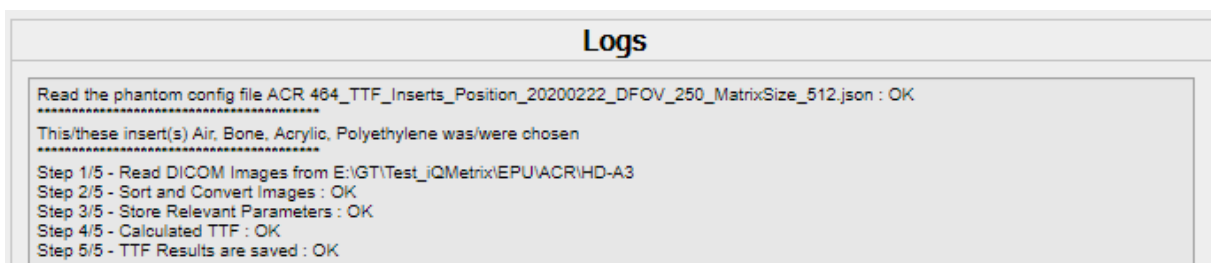 Logs
Read the phantom config file ACR 464_TTF_Inserts_Position_20200222_DFOV_250_MatrixSize_512.json : OK
*****************************************
This/these insert(s) Air, Bone, Acrylic, Polyethylene was/were chosen
*****************************************
Step 1/5 - Read DICOM Images from E:\GT\Test_iQMetrix\EPU\ACR\HD-A3
Step 2/5 - Sort and Convert Images : OK
Step 3/5 - Store Relevant Parameters : OK
Step 4/5 - Calculated TTF : OK
Step 5/5 - TTF Results are saved : OK